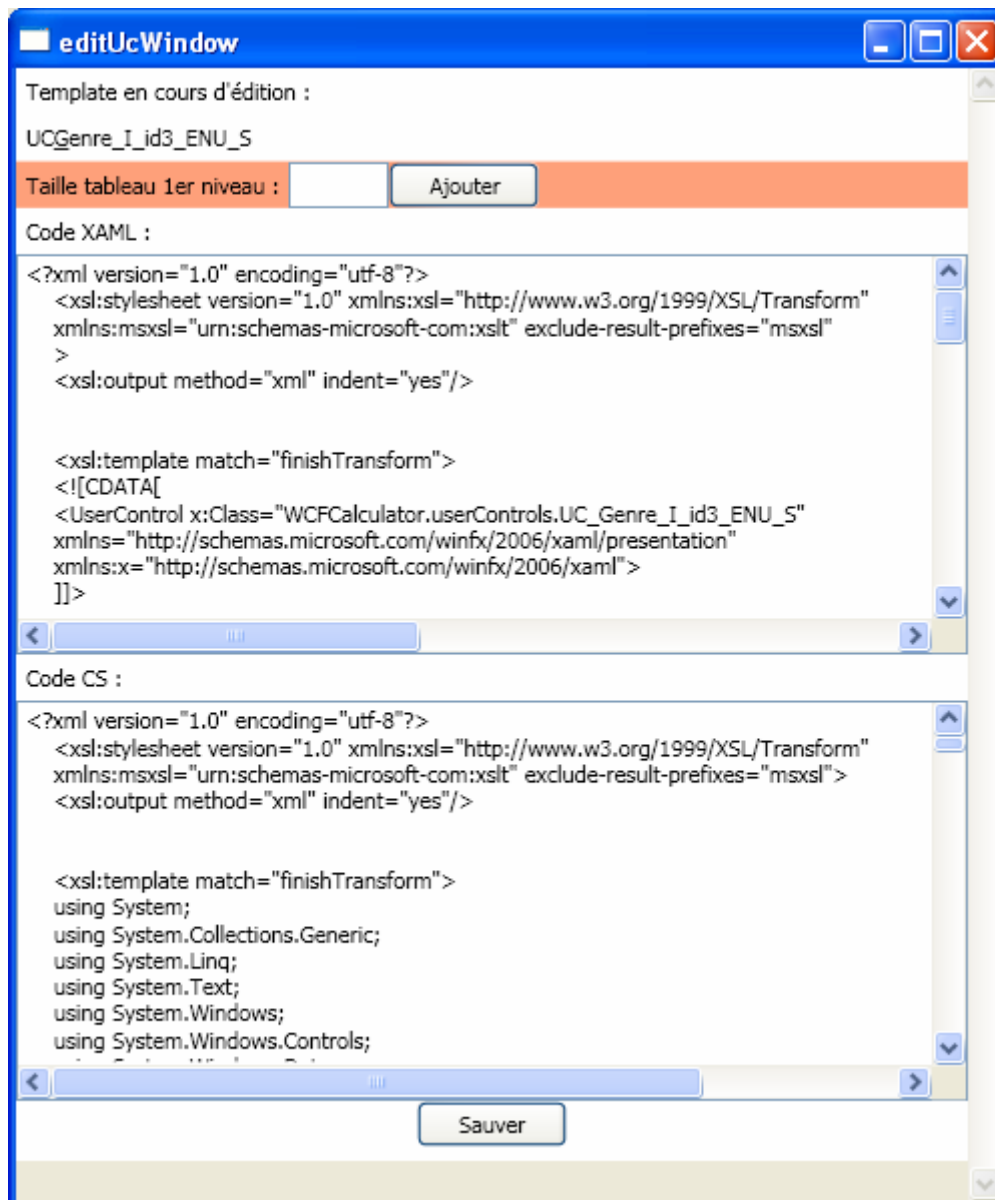 editUcWindow
Template en cours d'édition :
UCGenre_I_id3_ENU_S
Taille tableau 1er niveau :   Ajouter
Code XAML :
<?xml version="1.0" encoding="utf-8"?>
<xsl:stylesheet version="1.0" xmlns:xsl="http://www.w3.org/1999/XSL/Transform"
xmlns:msxsl="urn:schemas-microsoft-com:xslt" exclude-result-prefixes="msxsl"
>
<xsl:output method="xml" indent="yes"/>
<xsl:template match="finishTransform">
<![CDATA[
<UserControl x:Class="WCFCalculator.userControls.UC_Genre_I_id3_ENU_S"
xmlns="http://schemas.microsoft.com/winfx/2006/xaml/presentation"
xmlns:x="http://schemas.microsoft.com/winfx/2006/xaml">
]]>
Code CS :
<?xml version="1.0" encoding="utf-8"?>
<xsl:stylesheet version="1.0" xmlns:xsl="http://www.w3.org/1999/XSL/Transform"
xmlns:msxsl="urn:schemas-microsoft-com:xslt" exclude-result-prefixes="msxsl">
<xsl:output method="xml" indent="yes"/>
<xsl:template match="finishTransform">
using System;
using System.Collections.Generic;
using System.Linq;
using System.Text;
using System.Windows;
using System.Windows.Controls;
Sauver